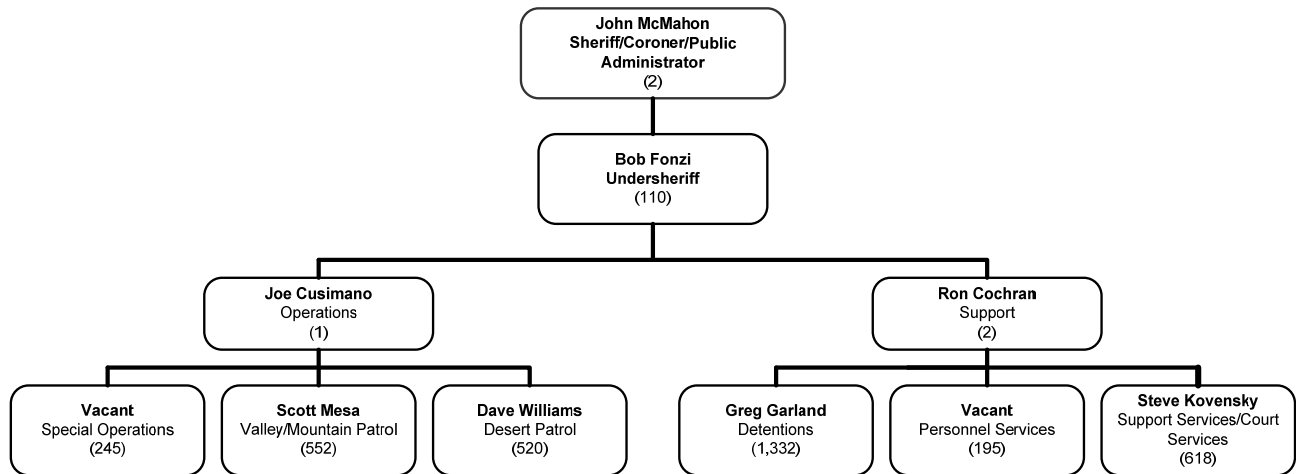 John McMahon
Sheriff/Coroner/Public
Administrator
(2)
Bob Fonzi
Undersheriff
(110)
Joe Cusimano
Operations
(1)
Ron Cochran
Support
(2)
Vacant
Special Operations
(245)
Scott Mesa
Valley/Mountain Patrol
(552)
Dave Williams
Desert Patrol
(520)
Greg Garland
Detentions
(1,332)
Vacant
Personnel Services
(195)
Steve Kovensky
Support Services/Court
Services
(618)